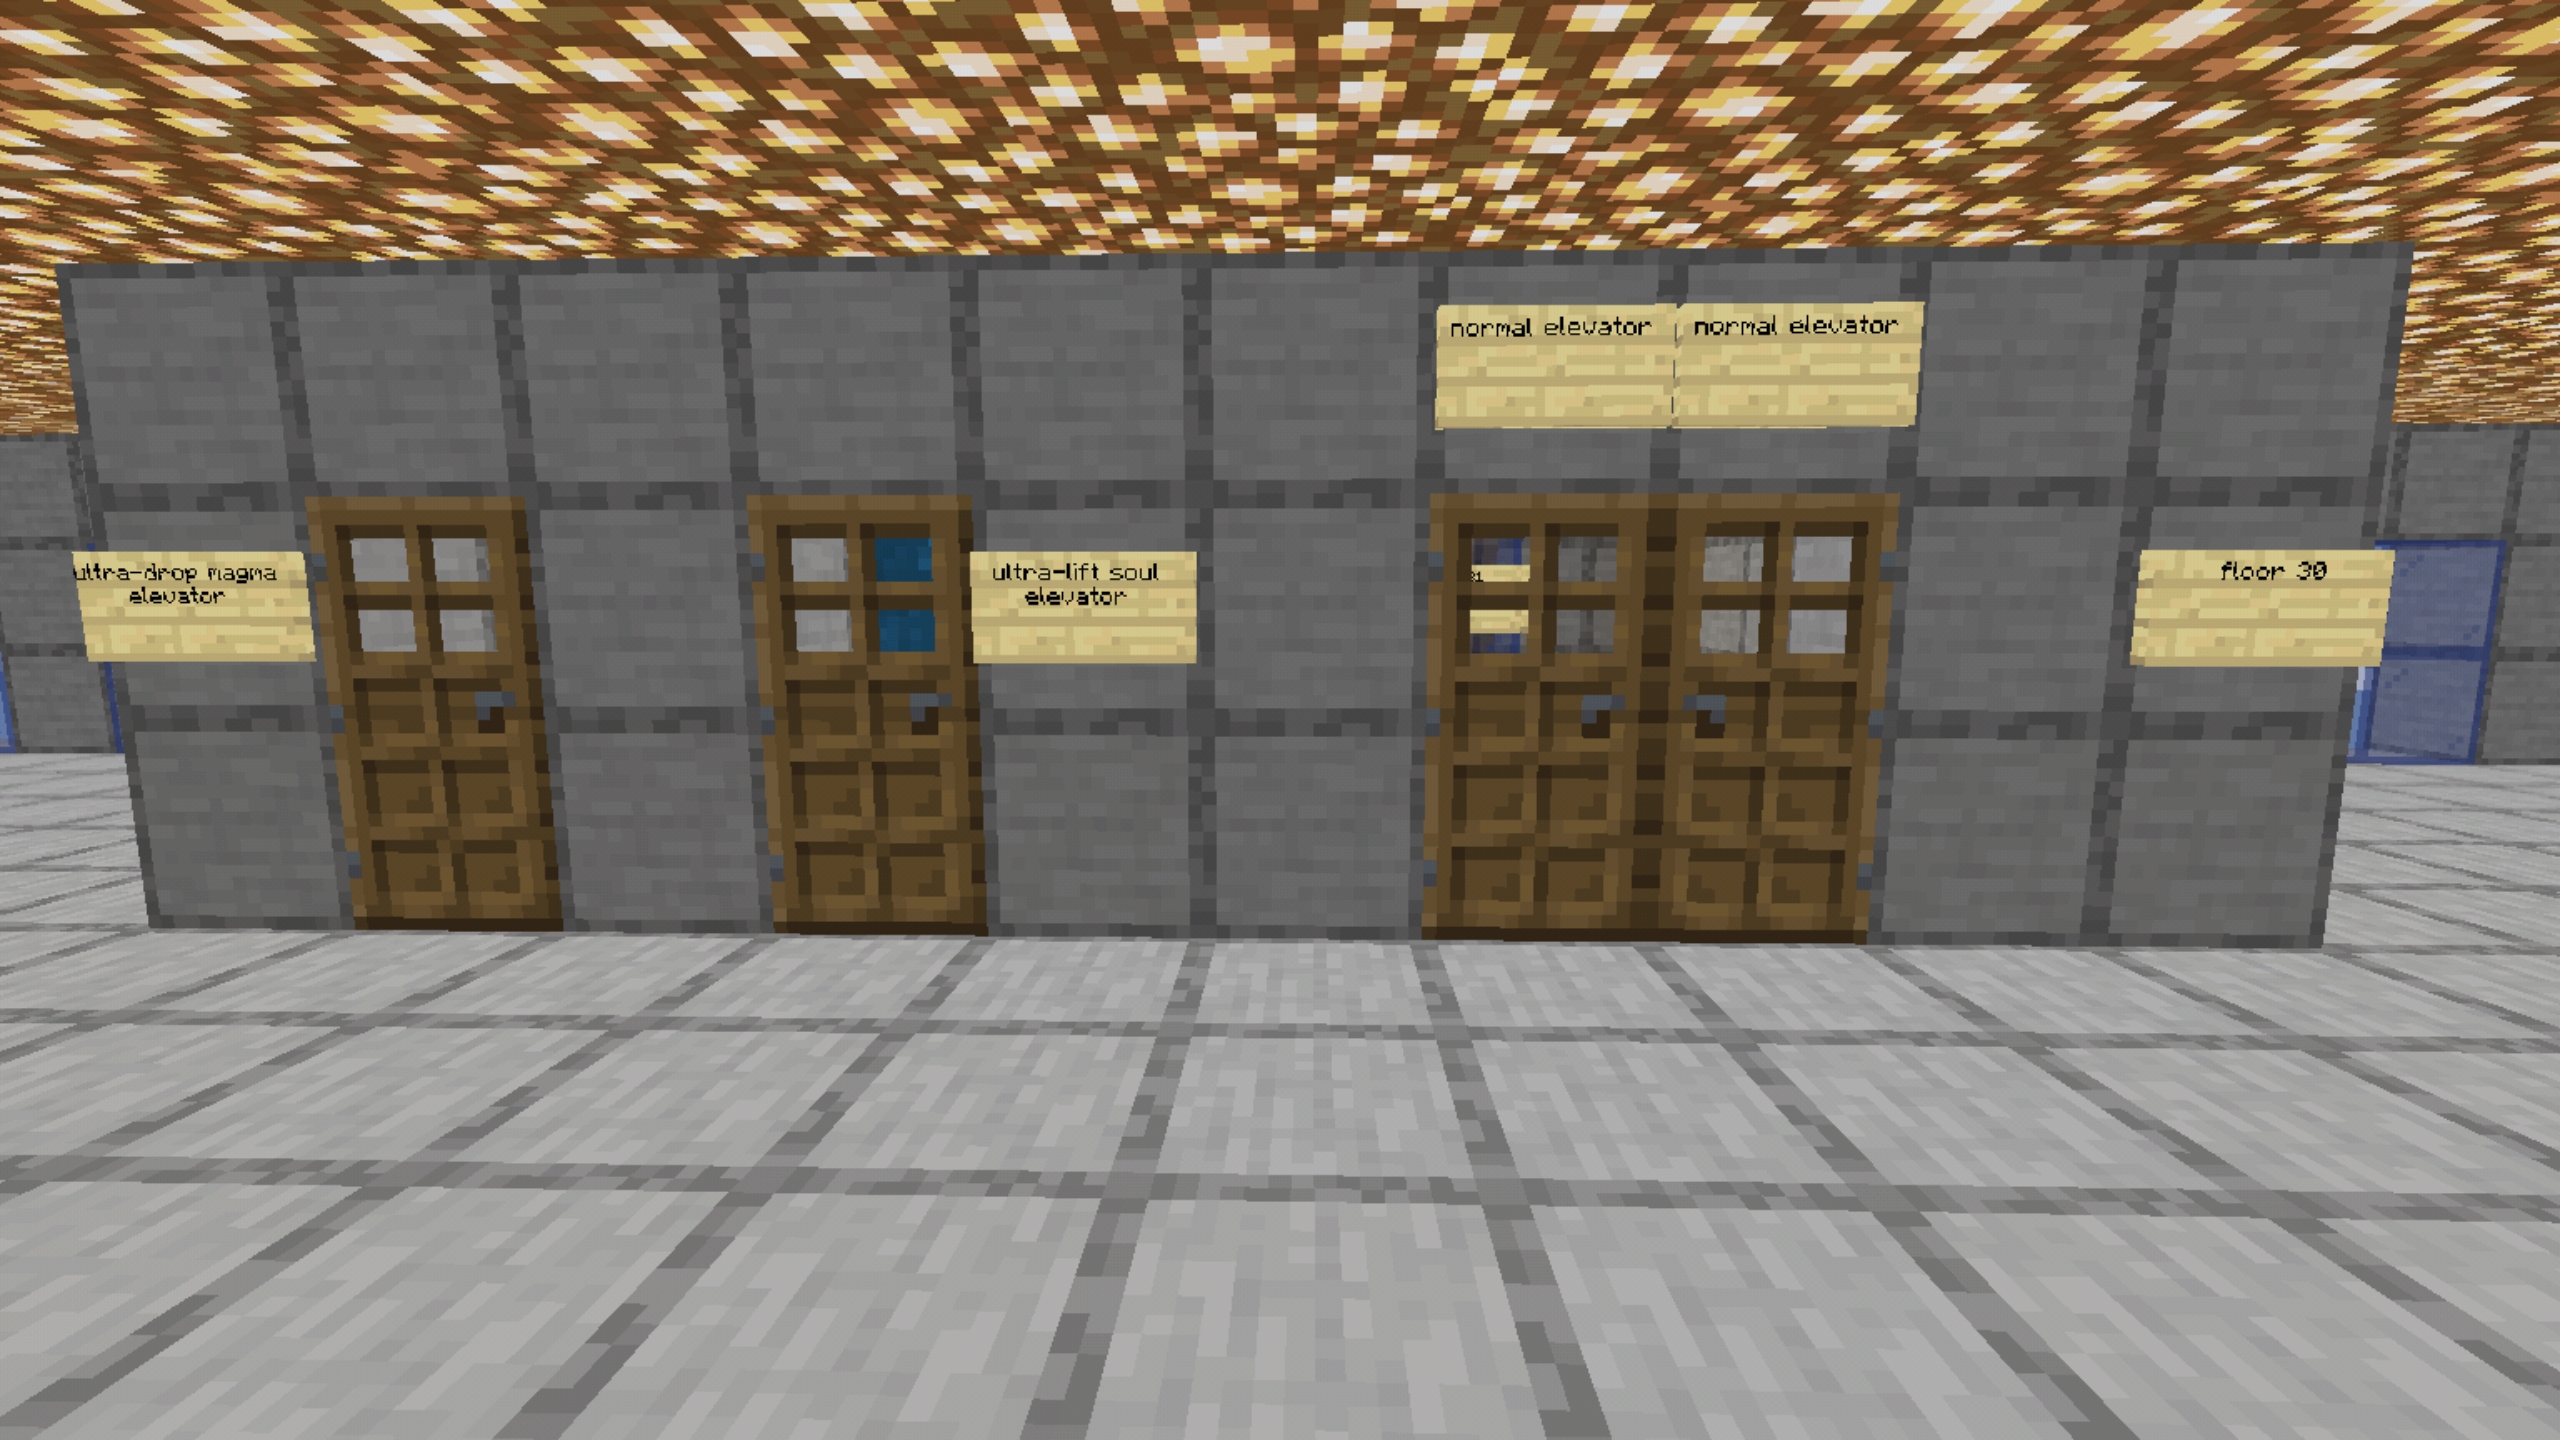 normal elevator
normal elevator
ultra-drop magma
elevator
ultra-lift soul
elevator
floor 30